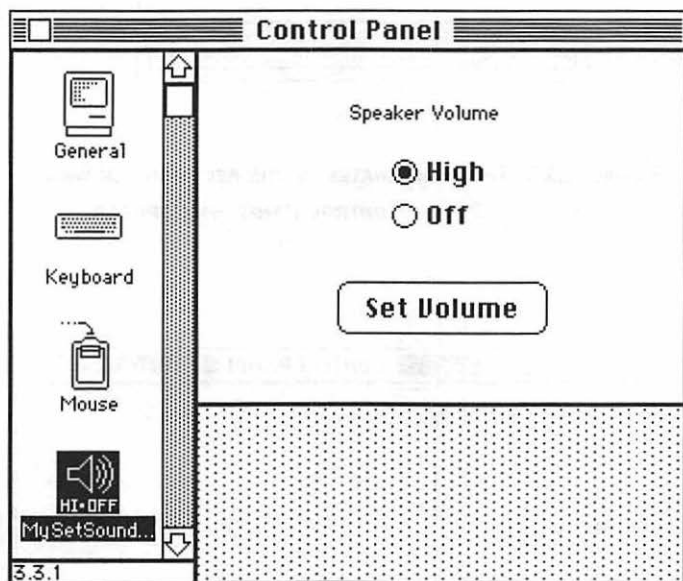 Control Panel
General
Keyboard
Mouse
HI•OFF
MySetSound...
3.3.1
Speaker Volume
High
Off
Set Volume